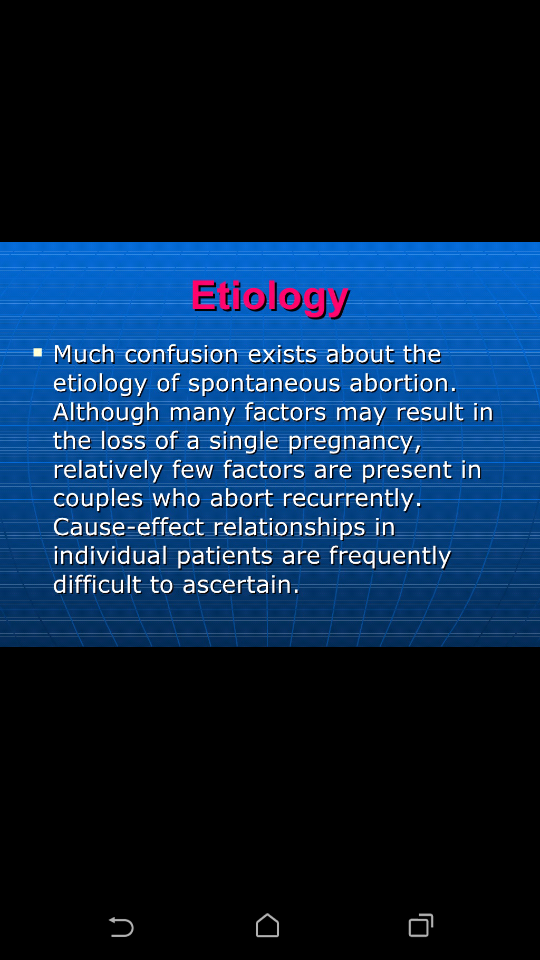 Etiology
Much confusion exists about the
etiology of spontaneous abortion.
Although many factors may result in
the loss of a single pregnancy,
relatively few factors are present in
couples who abort recurrently.
Cause-effect relationships in
individual patients are frequently
difficult to ascertain.